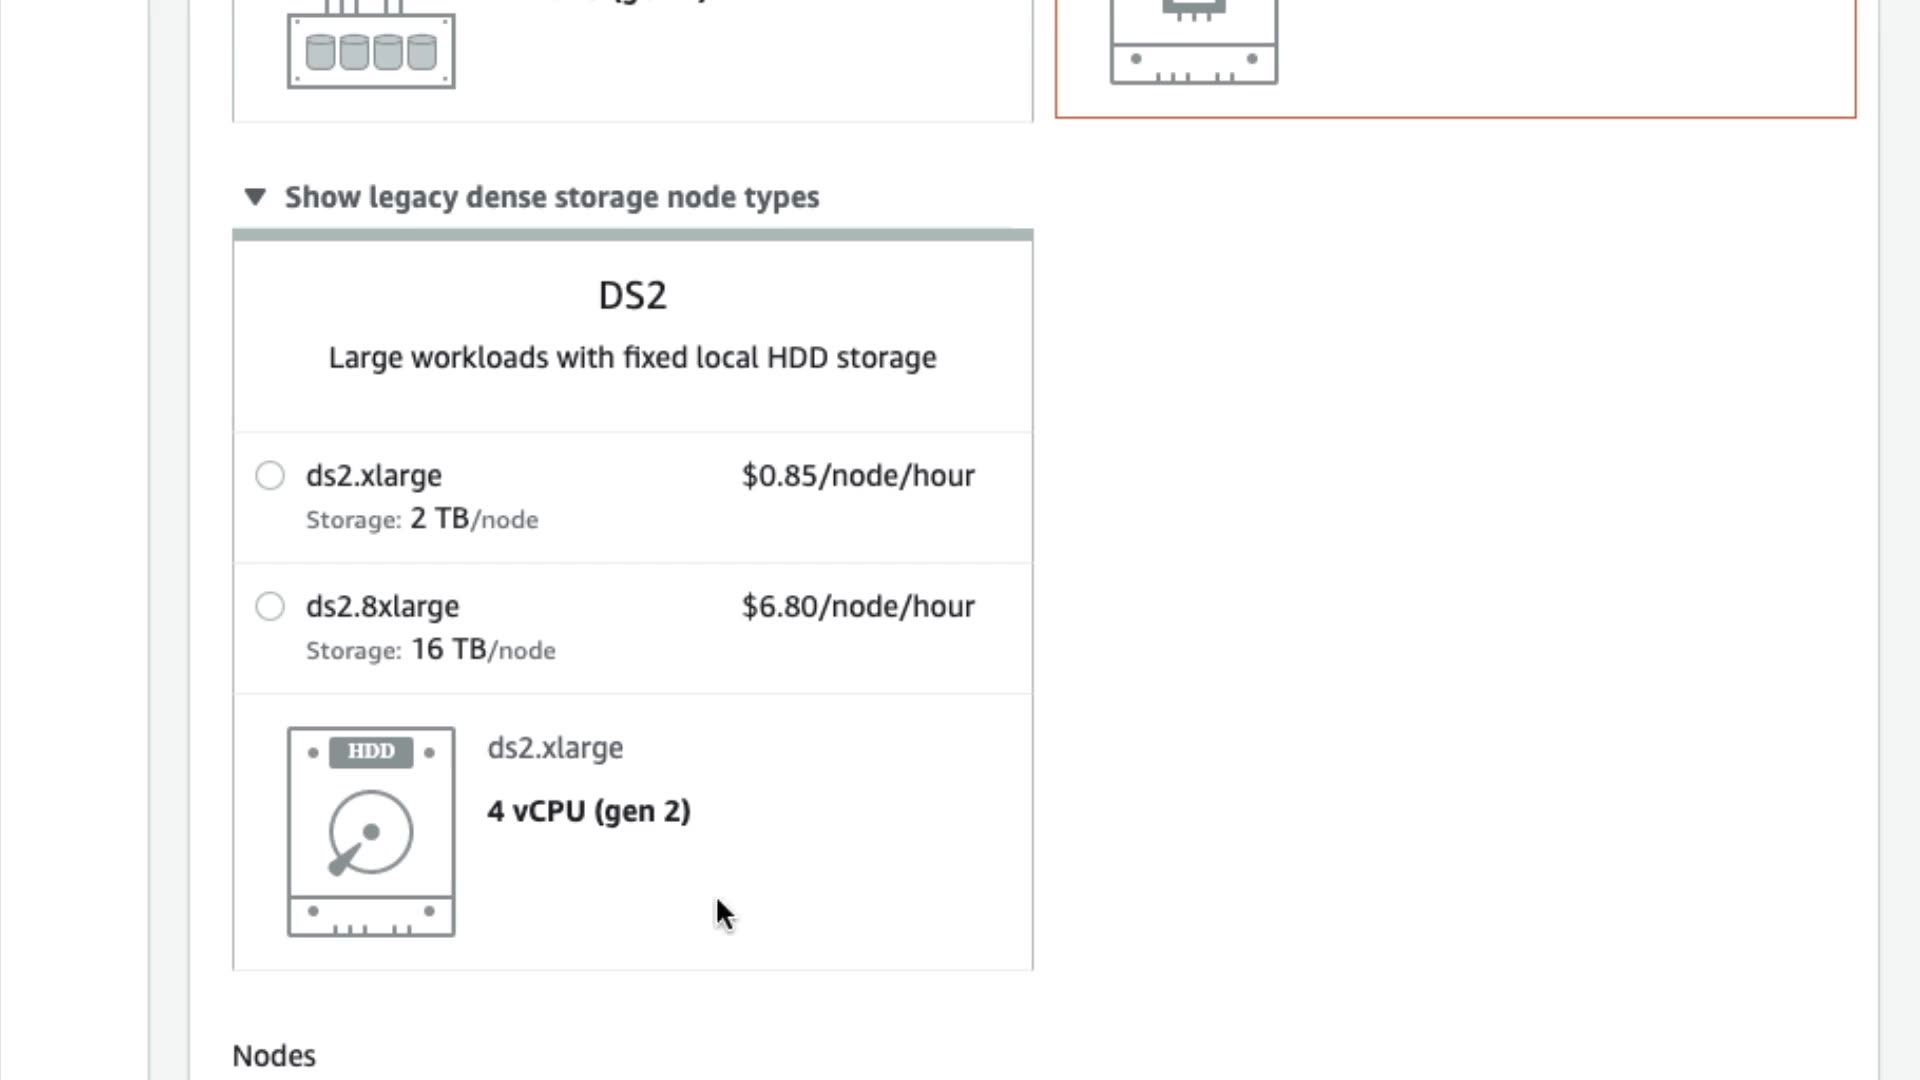 Show legacy dense storage node types
DS2
Large workloads with fixed local HDD storage
ds2.xlarge $0.85/node/hour
Storage: 2 TB/node
ds2.8xlarge $6.80/node/hour
Storage: 16 TB/node
HDD
ds2.xlarge
4 vCPU (gen 2)
Nodes